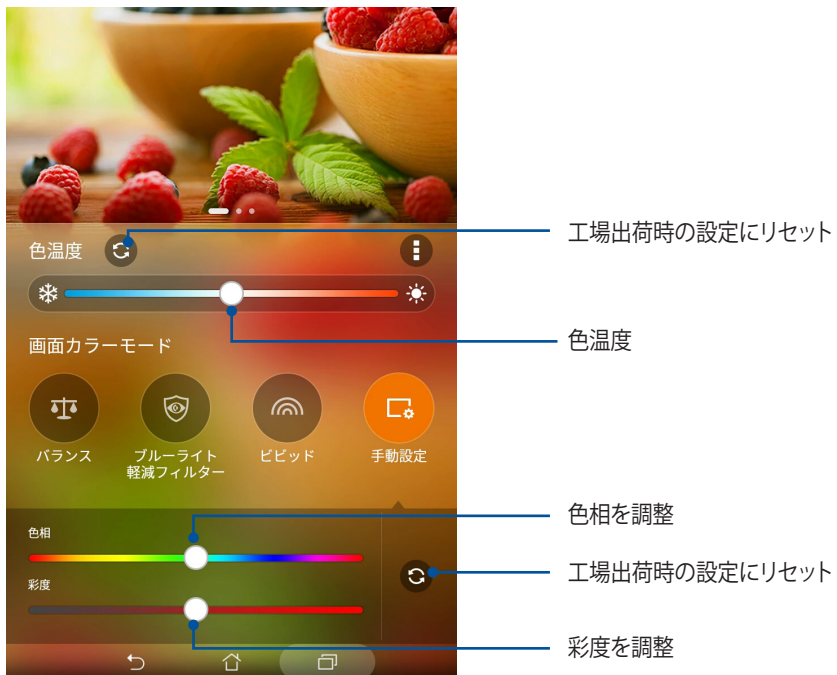 工場出荷時の設定にリセット
色温度
色温度
画面カラーモード
バランス
ブルーライト
軽減フィルター
ビビッド
手動設定
色相を調整
色相
工場出荷時の設定にリセット
彩度
彩度を調整